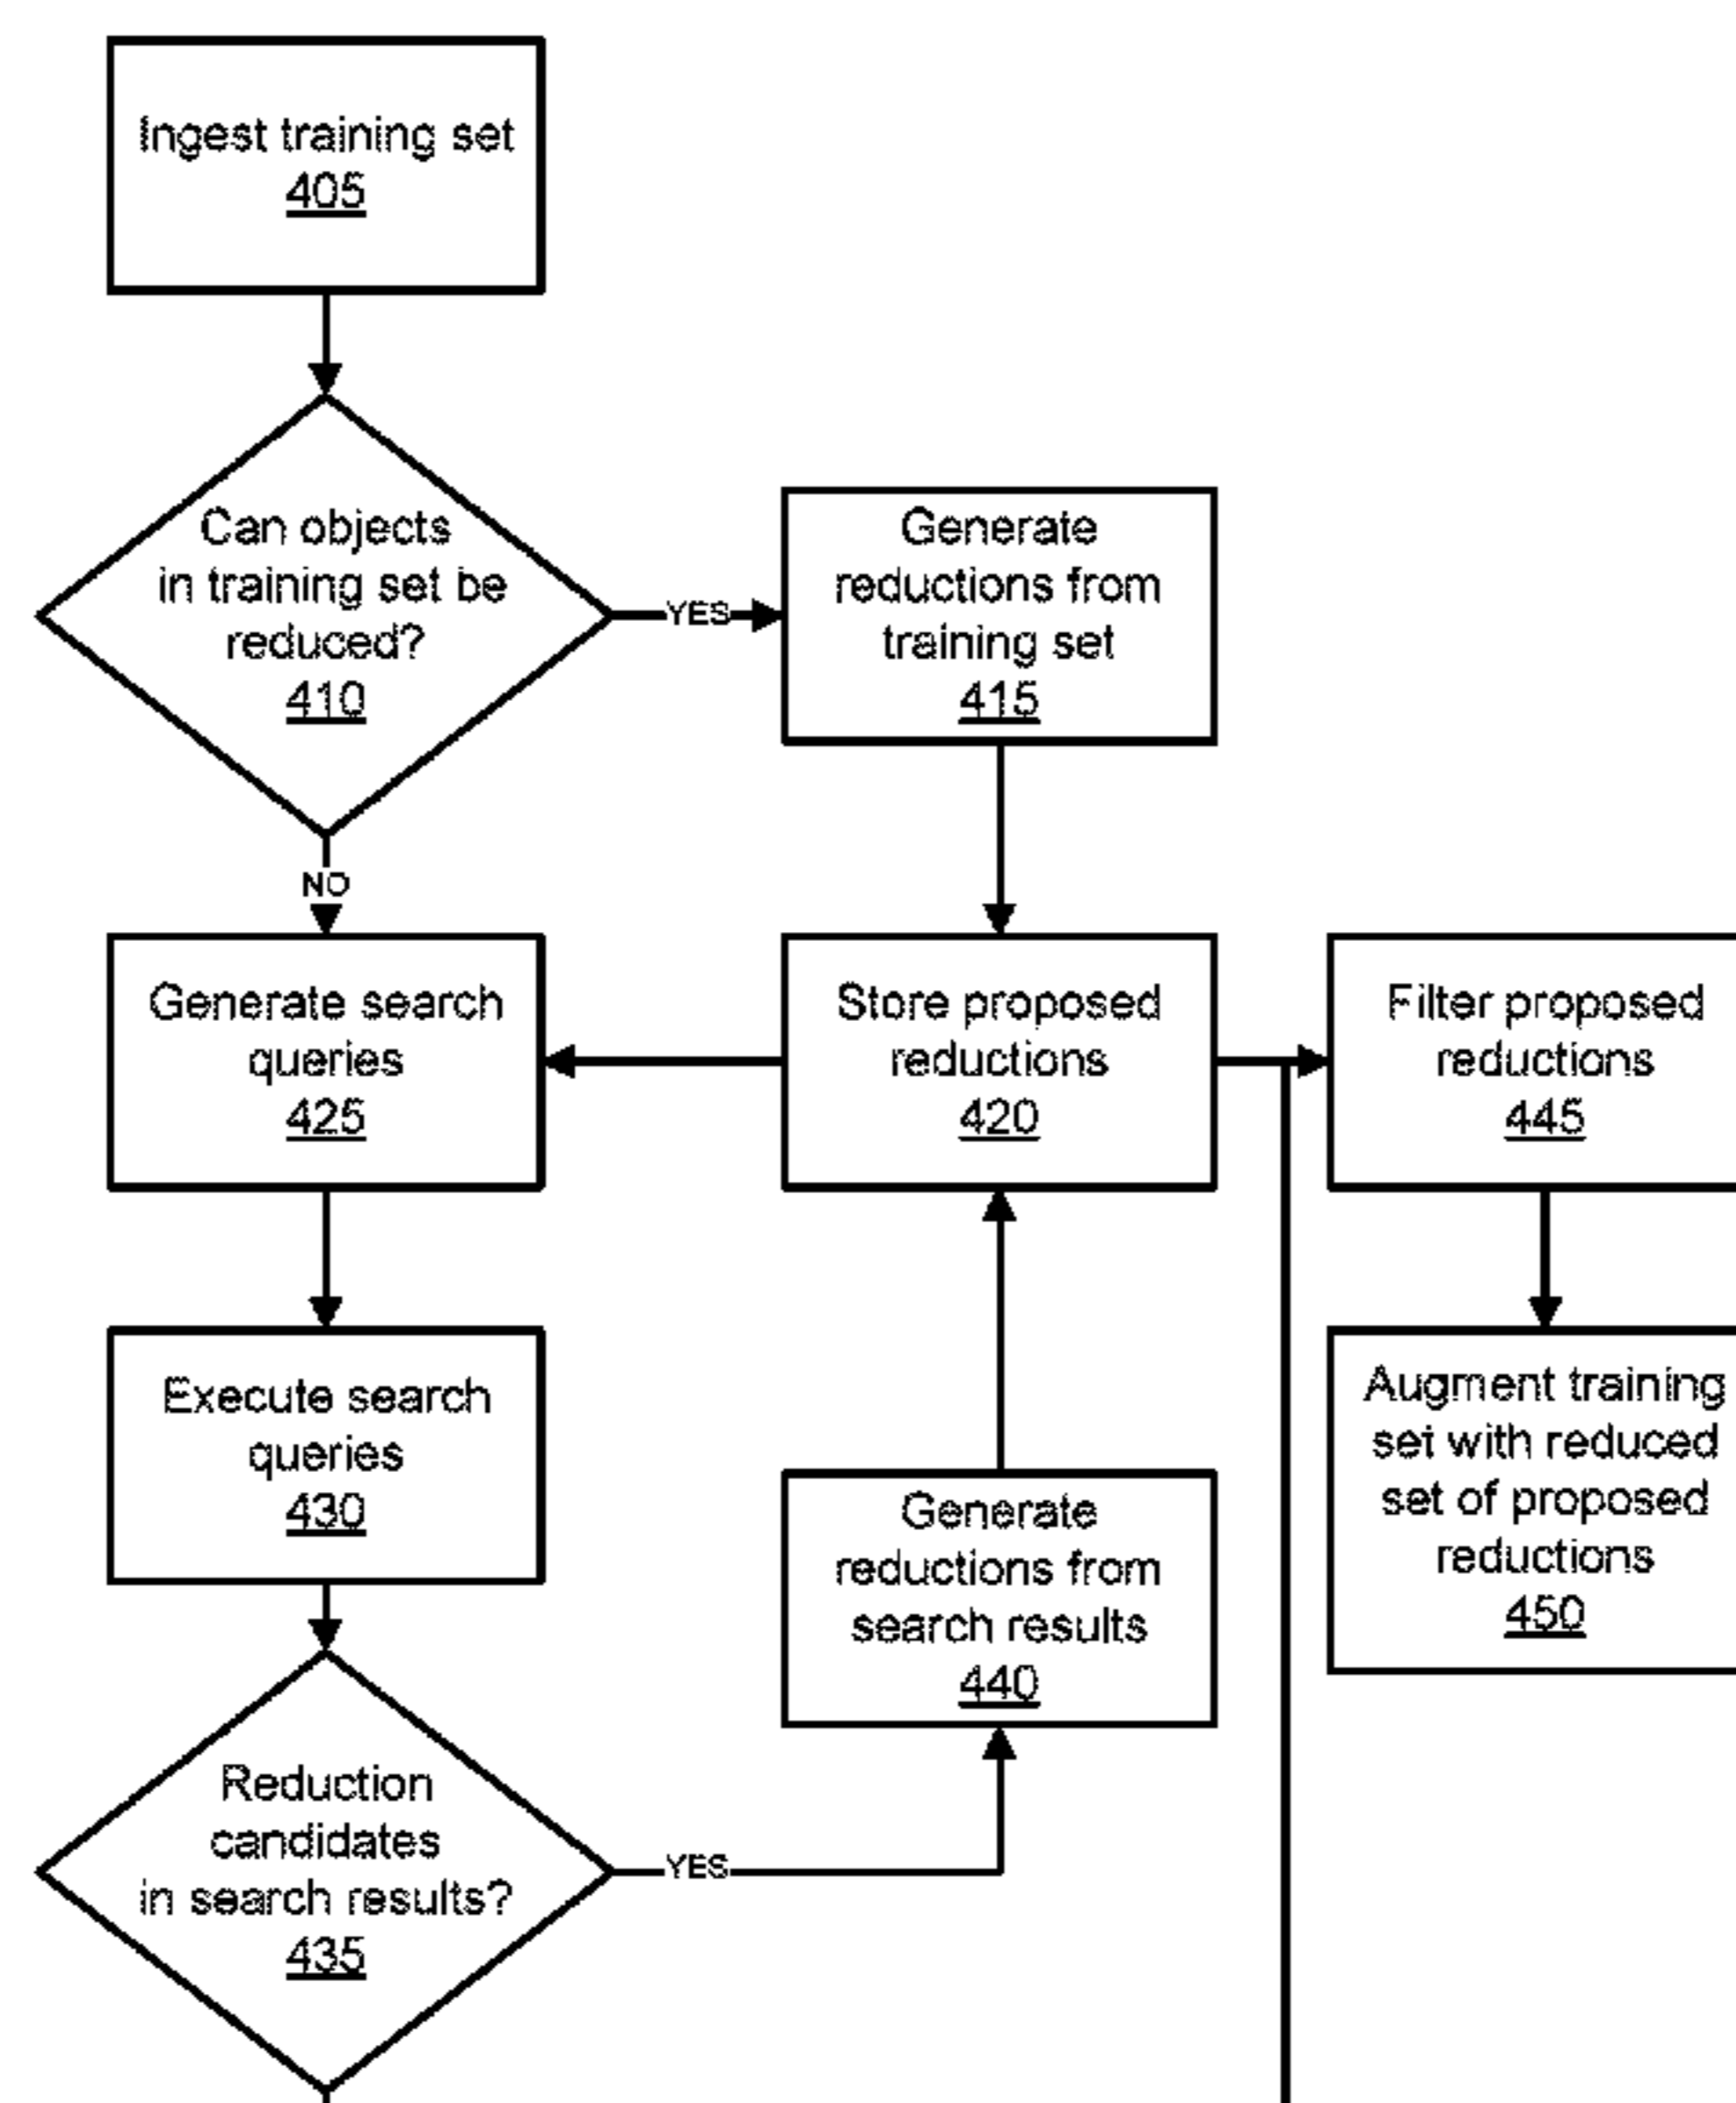 Ingest training set
405
Can objects
in training set be
reduced?
410
YES
Generate
reductions from
training set
415
NO
Generate search
queries
425
Store proposed
reductions
420
Filter proposed
reductions
445
Execute search
queries
430
Generate
reductions from
search results
440
Augment training
set with reduced
set of proposed
reductions
450
Reduction
candidates
in search results?
435
YES